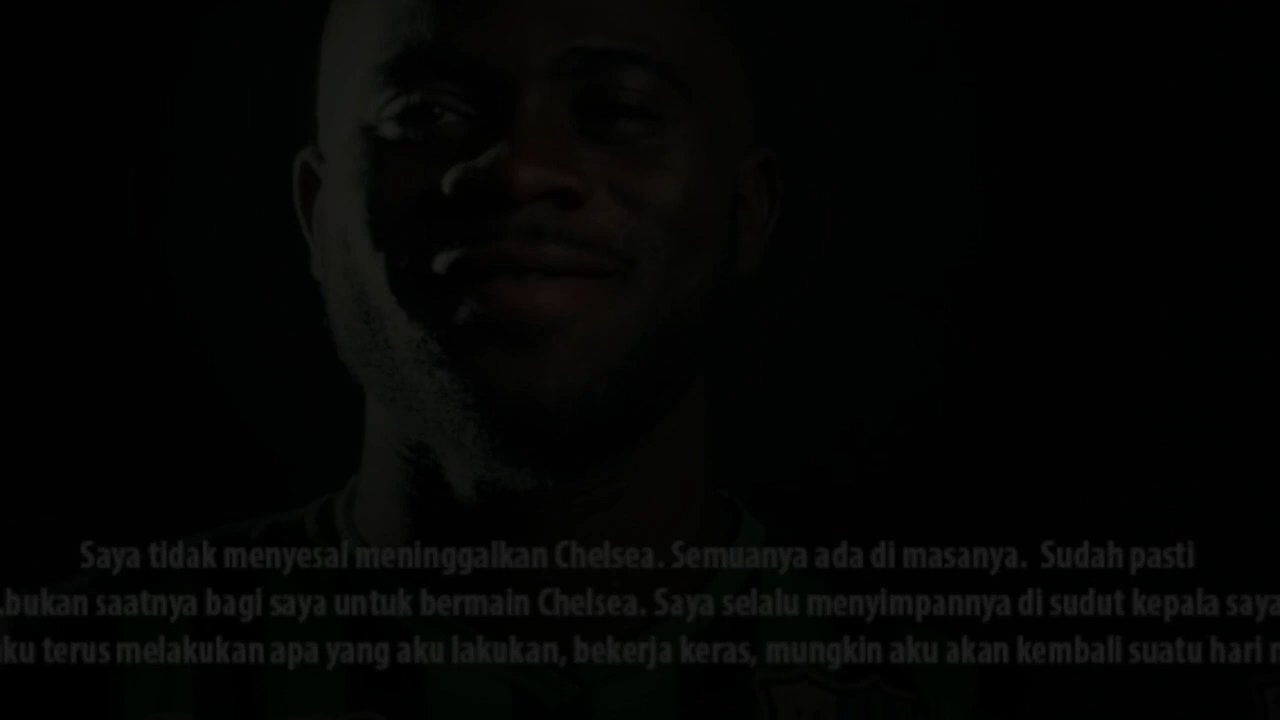 Saya tidak menyesal meninggalkan Chelsea. Semuanya ada di masanya. Sudah pasti
.bukan saatnya bagi saya untuk bermain Chelsea. Saya selalu menyimpannya di sudut kepala saya
terus melakukan apa yang aku lakukan, bekerja keras, mungkin aku akan kembali suatu hari